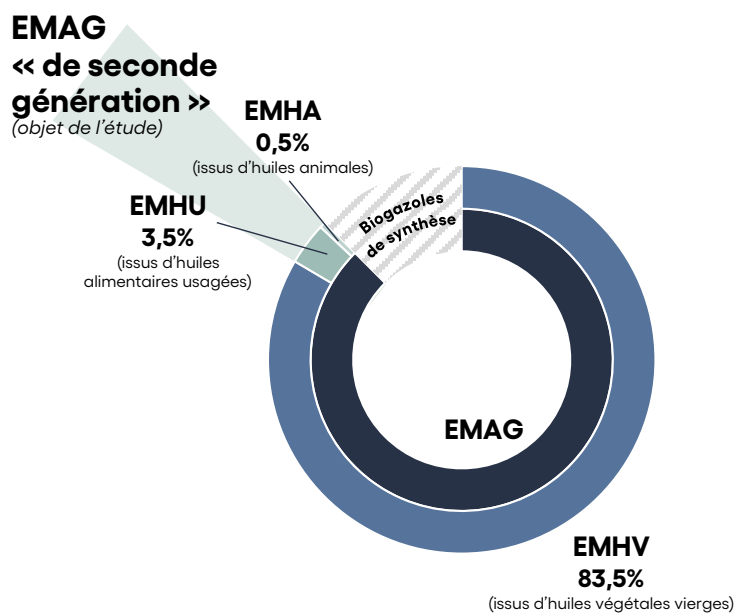 EMAG
« de seconde
génération »
(objet de l’étude)
EMHA
0,5%
(issus d’huiles animales)
EMHU
3,5%
(issus d’huiles
alimentaires usagées)
Biogazoles
de synthèse
EMAG
EMHV
83,5%
(issus d’huiles végétales vierges)